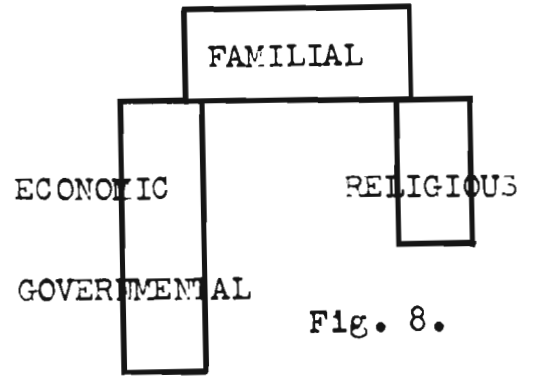 FAMILIAL
ECONOMIC
RELIGIOUS
GOVERNMENTAL
Fig. 8.